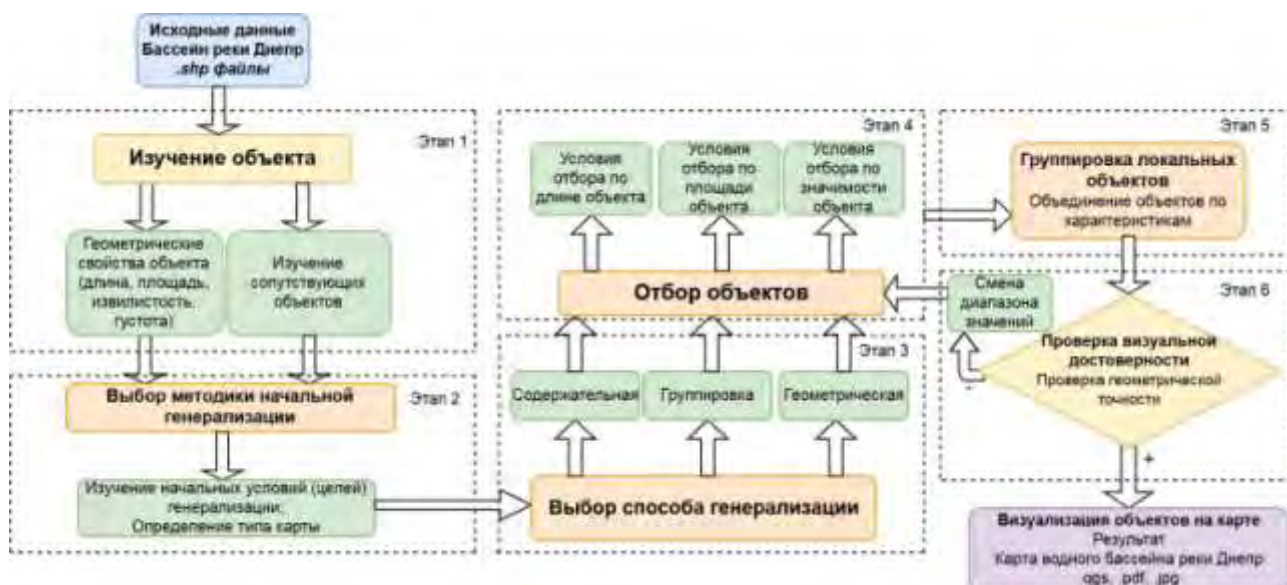 Исходные данные
Бассейн реки Днепр
.shp файлы
Этап 1
Изучение объекта
Геометрические
свойства объекта
(длина, площадь,
извилистость,
густота)
Изучение
сопутствующих
объектов
Выбор методики начальной
генерализации
Этап 2
Изучение начальных условий (целей)
генерализации;
Определение типа карты
Этап 3
Содержательная
Группировка
Геометрическая
Выбор способа генерализации
Этап 4
Условия
отбора по
длине объекта
Условия
отбора по
площади
объекта
Условия
отбора по
значимости
объекта
Отбор объектов
Этап 5
Группировка локальных
объектов
Объединение объектов по
характеристикам
Этап 6
Смена
диапазона
значений
Проверка визуальной
достоверности
Проверка геометрической
точности
-
+
Визуализация объектов на карте
Результат
Карта водного бассейна реки Днепр
.qgs, .pdf, .jpg